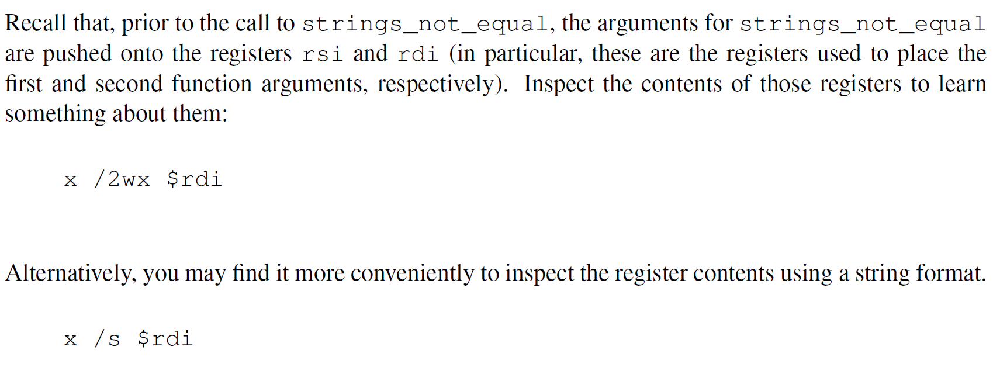 Recall that, prior to the call to strings_not_equal, the arguments for strings_not_equal
are pushed onto the registers rsi and rdi (in particular, these are the registers used to place the
first and second function arguments, respectively). Inspect the contents of those registers to learn
something about them:
x /2wx $rdi
Alternatively, you may find it more conveniently to inspect the register contents using a string format.
x /s $rdi